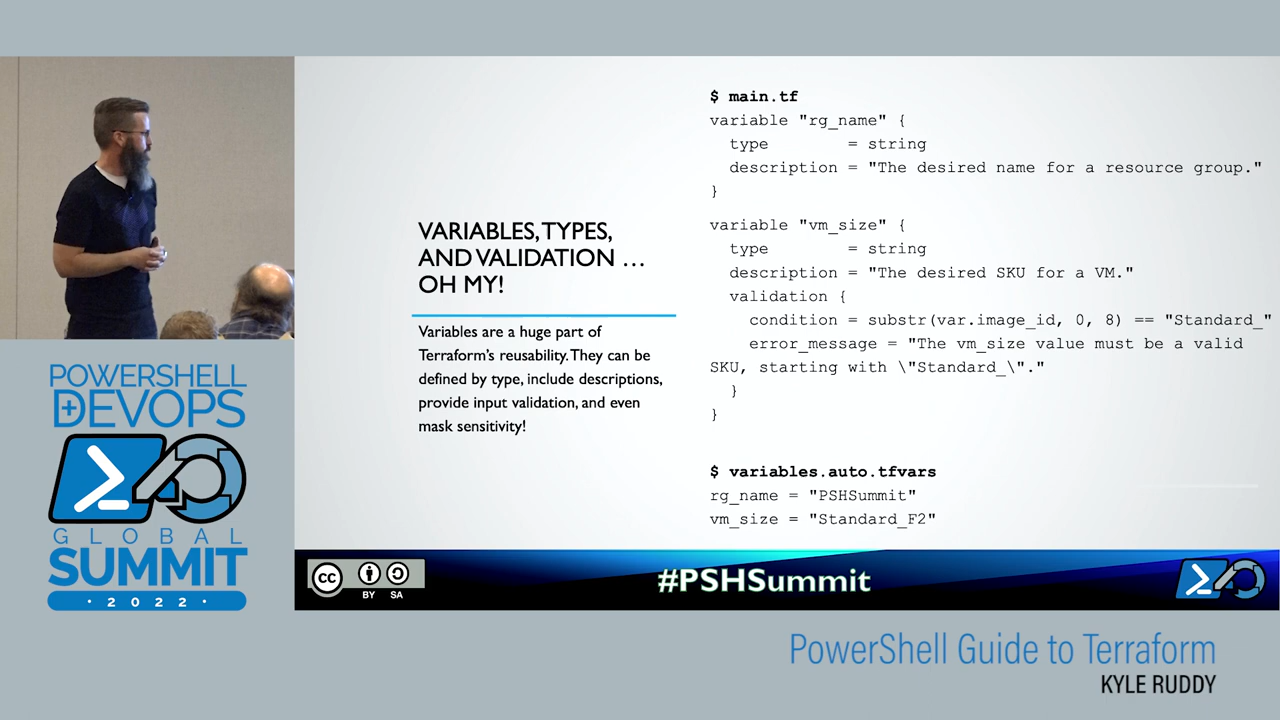 $ main.tf
variable "rg_name" {
type = string
description = "The desired name for a resource group."
}
variable "vm_size" {
type = string
description = "The desired SKU for a VM."
validation {
condition = substr(var.image_id, 0, 8) == "Standard_"
error_message = "The vm_size value must be a valid
SKU, starting with \"Standard_\"."
}
}
$ variables.auto.tfvars
rg_name = "PSHSummit"
vm_size = "Standard_F2"
VARIABLES, TYPES,
AND VALIDATION …
OH MY!
Variables are a huge part of
Terraform's reusability. They can be
defined by type, include descriptions,
provide input validation, and even
mask sensitivity!
POWERSHELL
+DEVOPS
GLOBAL
SUMMIT
· 2022 ·
CC
BY SA
#PSHSummit
PowerShell Guide to Terraform
KYLE RUDDY